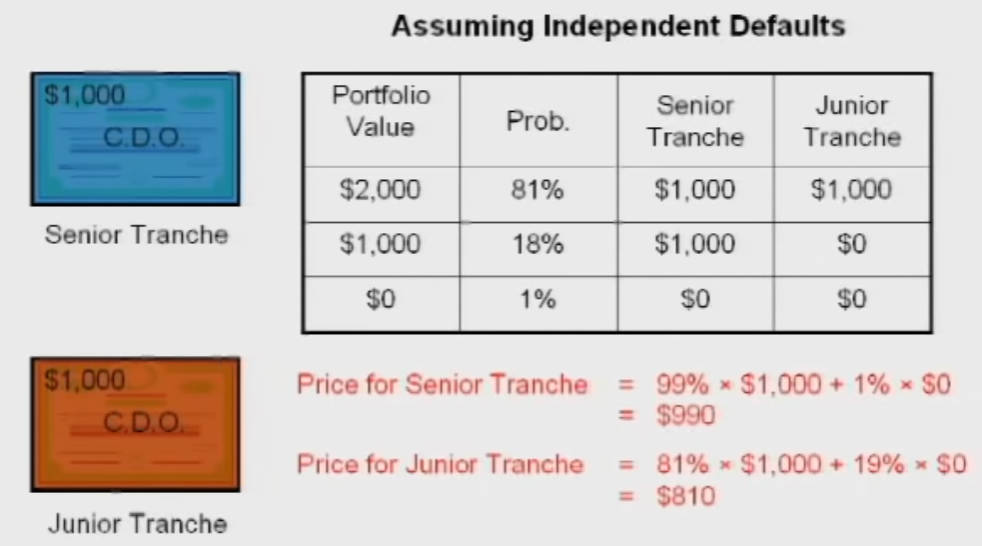 Assuming Independent Defaults
$1,000
C.D.O.
Senior Tranche
Portfolio Value Prob. Senior Tranche Junior Tranche
$2,000 81% $1,000 $1,000
$1,000 18% $1,000 $0
$0 1% $0 $0
$1,000
C.D.O.
Junior Tranche
Price for Senior Tranche = 99% × $1,000 + 1% × $0
= $990
Price for Junior Tranche = 81% × $1,000 + 19% × $0
= $810